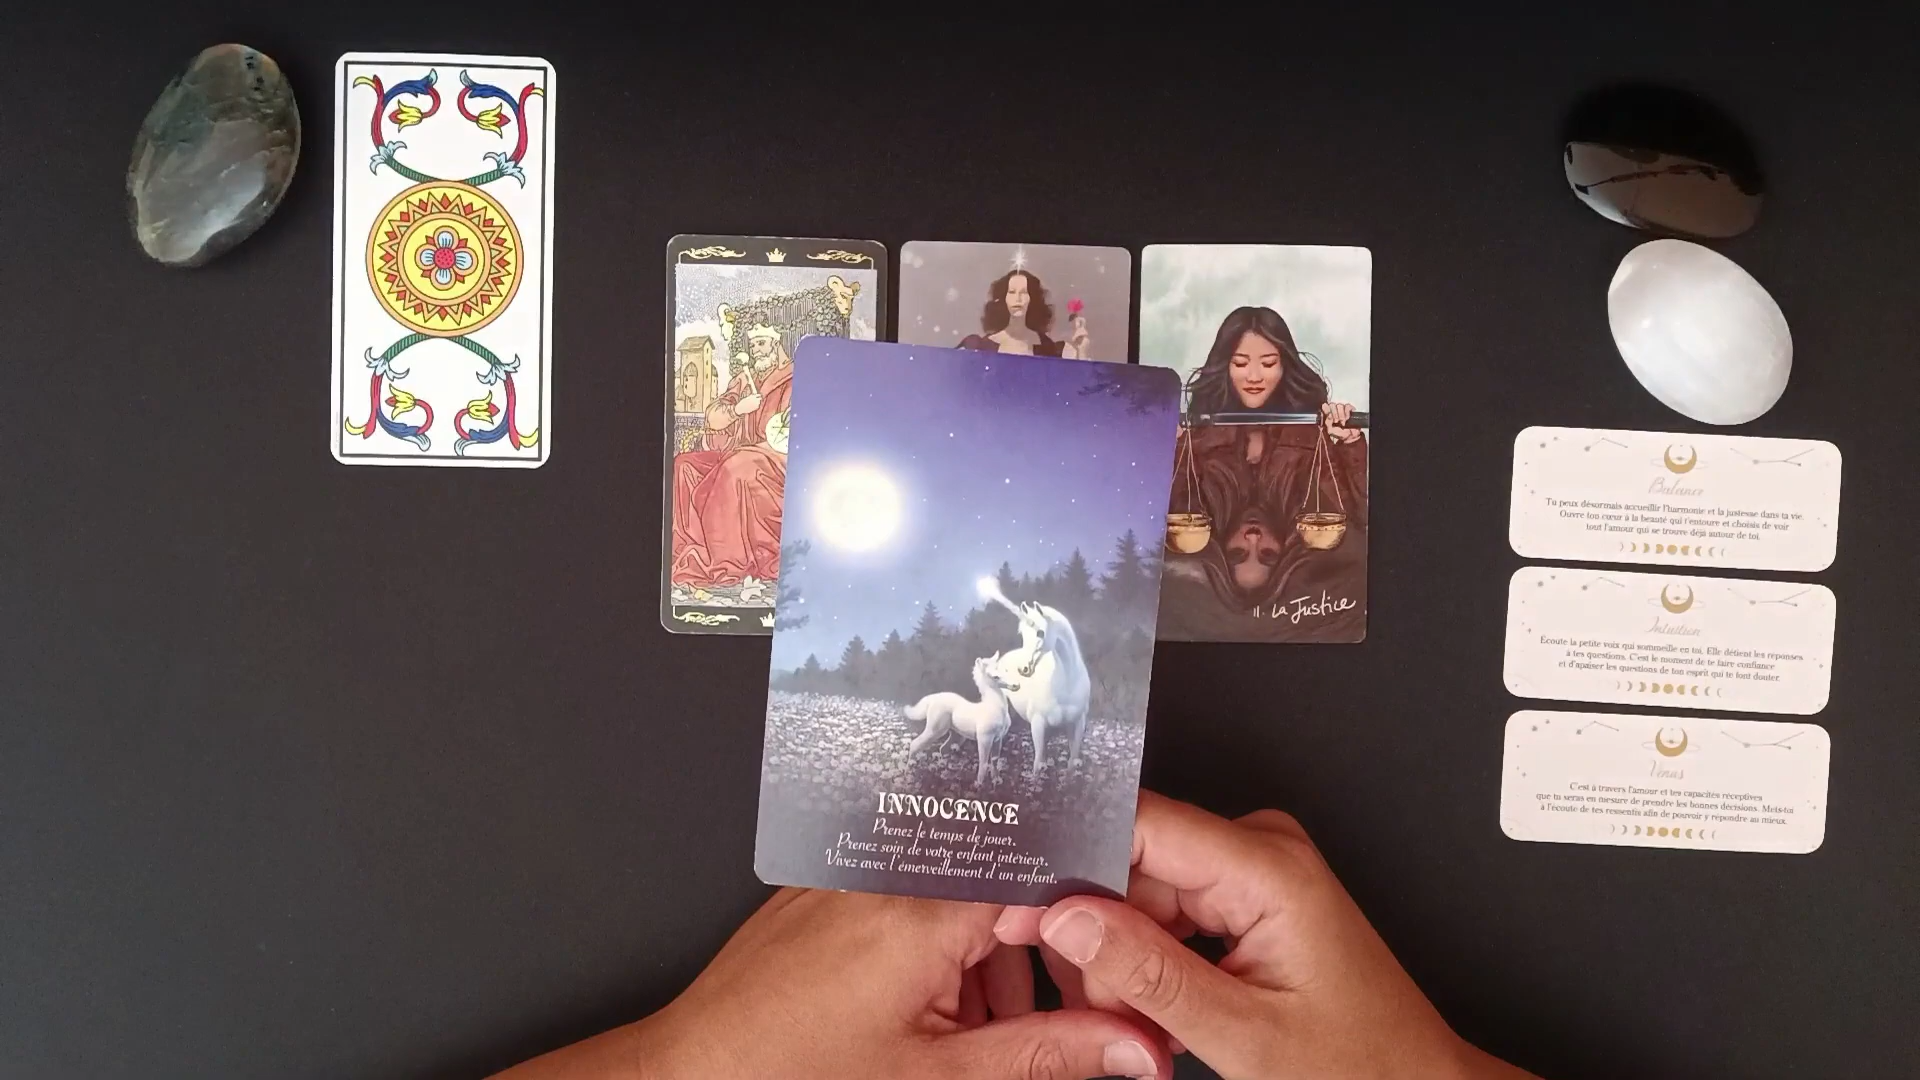 11. La Justice
INNOCENCE
Prenez le temps de jouer.
Prenez soin de votre enfant intérieur.
Vivez avec l'émerveillement d'un enfant.
Balance
Tu peux désormais accueillir l'harmonie et la justesse dans ta vie.
Ouvre ton cœur à la beauté qui t'entoure et choisis de voir
tout l'amour qui se trouve déjà autour de toi.
Intuition
Écoute la petite voix qui sommeille en toi. Elle détient les réponses
à tes questions. C'est le moment de te faire confiance
et d'apaiser les questions de ton esprit qui te font douter.
Vénus
C'est à travers l'amour et tes capacités réceptives
que tu seras en mesure de prendre les bonnes décisions. Mets-toi
à l'écoute de tes ressentis afin de pouvoir y répondre au mieux.